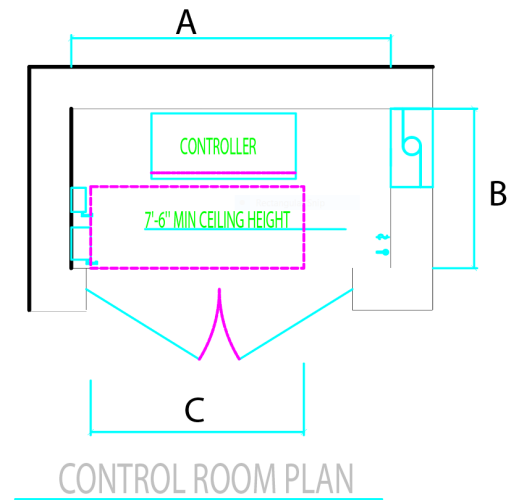 A
CONTROLLER
B
7'-6" MIN CEILING HEIGHT
C
CONTROL ROOM PLAN